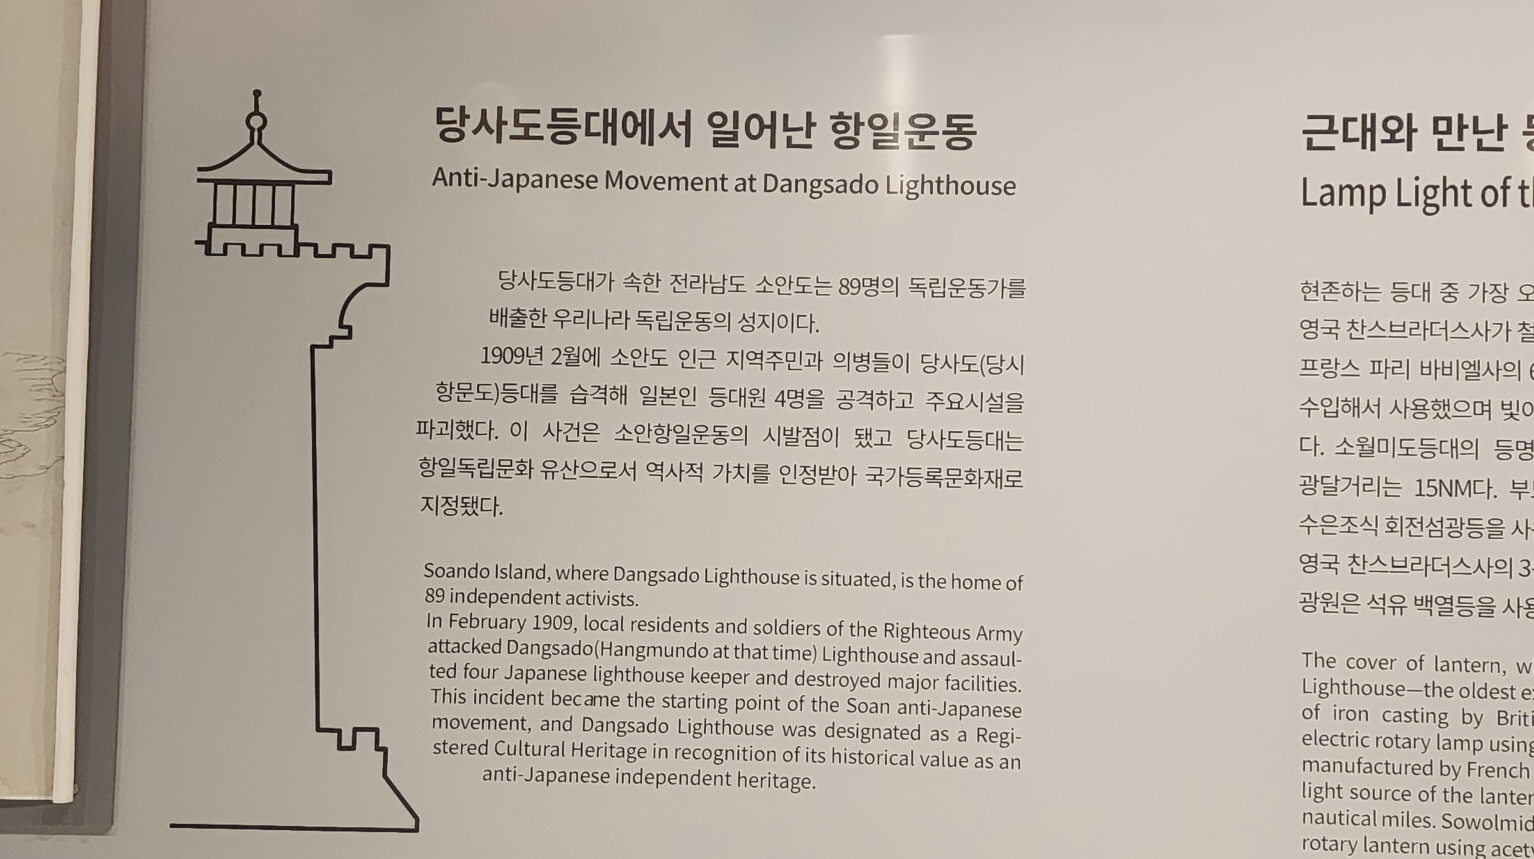 당사도등대에서 일어난 항일운동
Anti-Japanese Movement at Dangsado Lighthouse
당사도등대가 속한 전라남도 소안도는 89명의 독립운동가를
배출한 우리나라 독립운동의 성지이다.
1909년 2월에 소안도 인근 지역주민과 의병들이 당사도(당시
항문도)등대를 습격해 일본인 등대원 4명을 공격하고 주요시설을
파괴했다. 이 사건은 소안항일운동의 시발점이 됐고 당사도등대는
항일독립문화 유산으로서 역사적 가치를 인정받아 국가등록문화재로
지정됐다.
Soando Island, where Dangsado Lighthouse is situated, is the home of
89 independent activists.
In February 1909, local residents and soldiers of the Righteous Army
attacked Dangsado(Hangmundo at that time) Lighthouse and assaul-
ted four Japanese lighthouse keeper and destroyed major facilities.
This incident became the starting point of the Soan anti-Japanese
movement, and Dangsado Lighthouse was designated as a Regi-
stered Cultural Heritage in recognition of its historical value as an
anti-Japanese independent heritage.
근대와 만난
Lamp Light of
현존하는 등대 중 가장
영국 찬스브라더스사가
프랑스 파리 바비엘사의
수입해서 사용했으며
다. 소월미도등대의 등명
광달거리는 15NM다.
수은조식 회전섬광등을
영국 찬스브라더스사의
광원은 석유 백열등을
The cover of lantern,
Lighthouse—the oldest
of iron casting by
electric rotary lamp using
manufactured by French
light source of the
nautical miles.
rotary lantern using